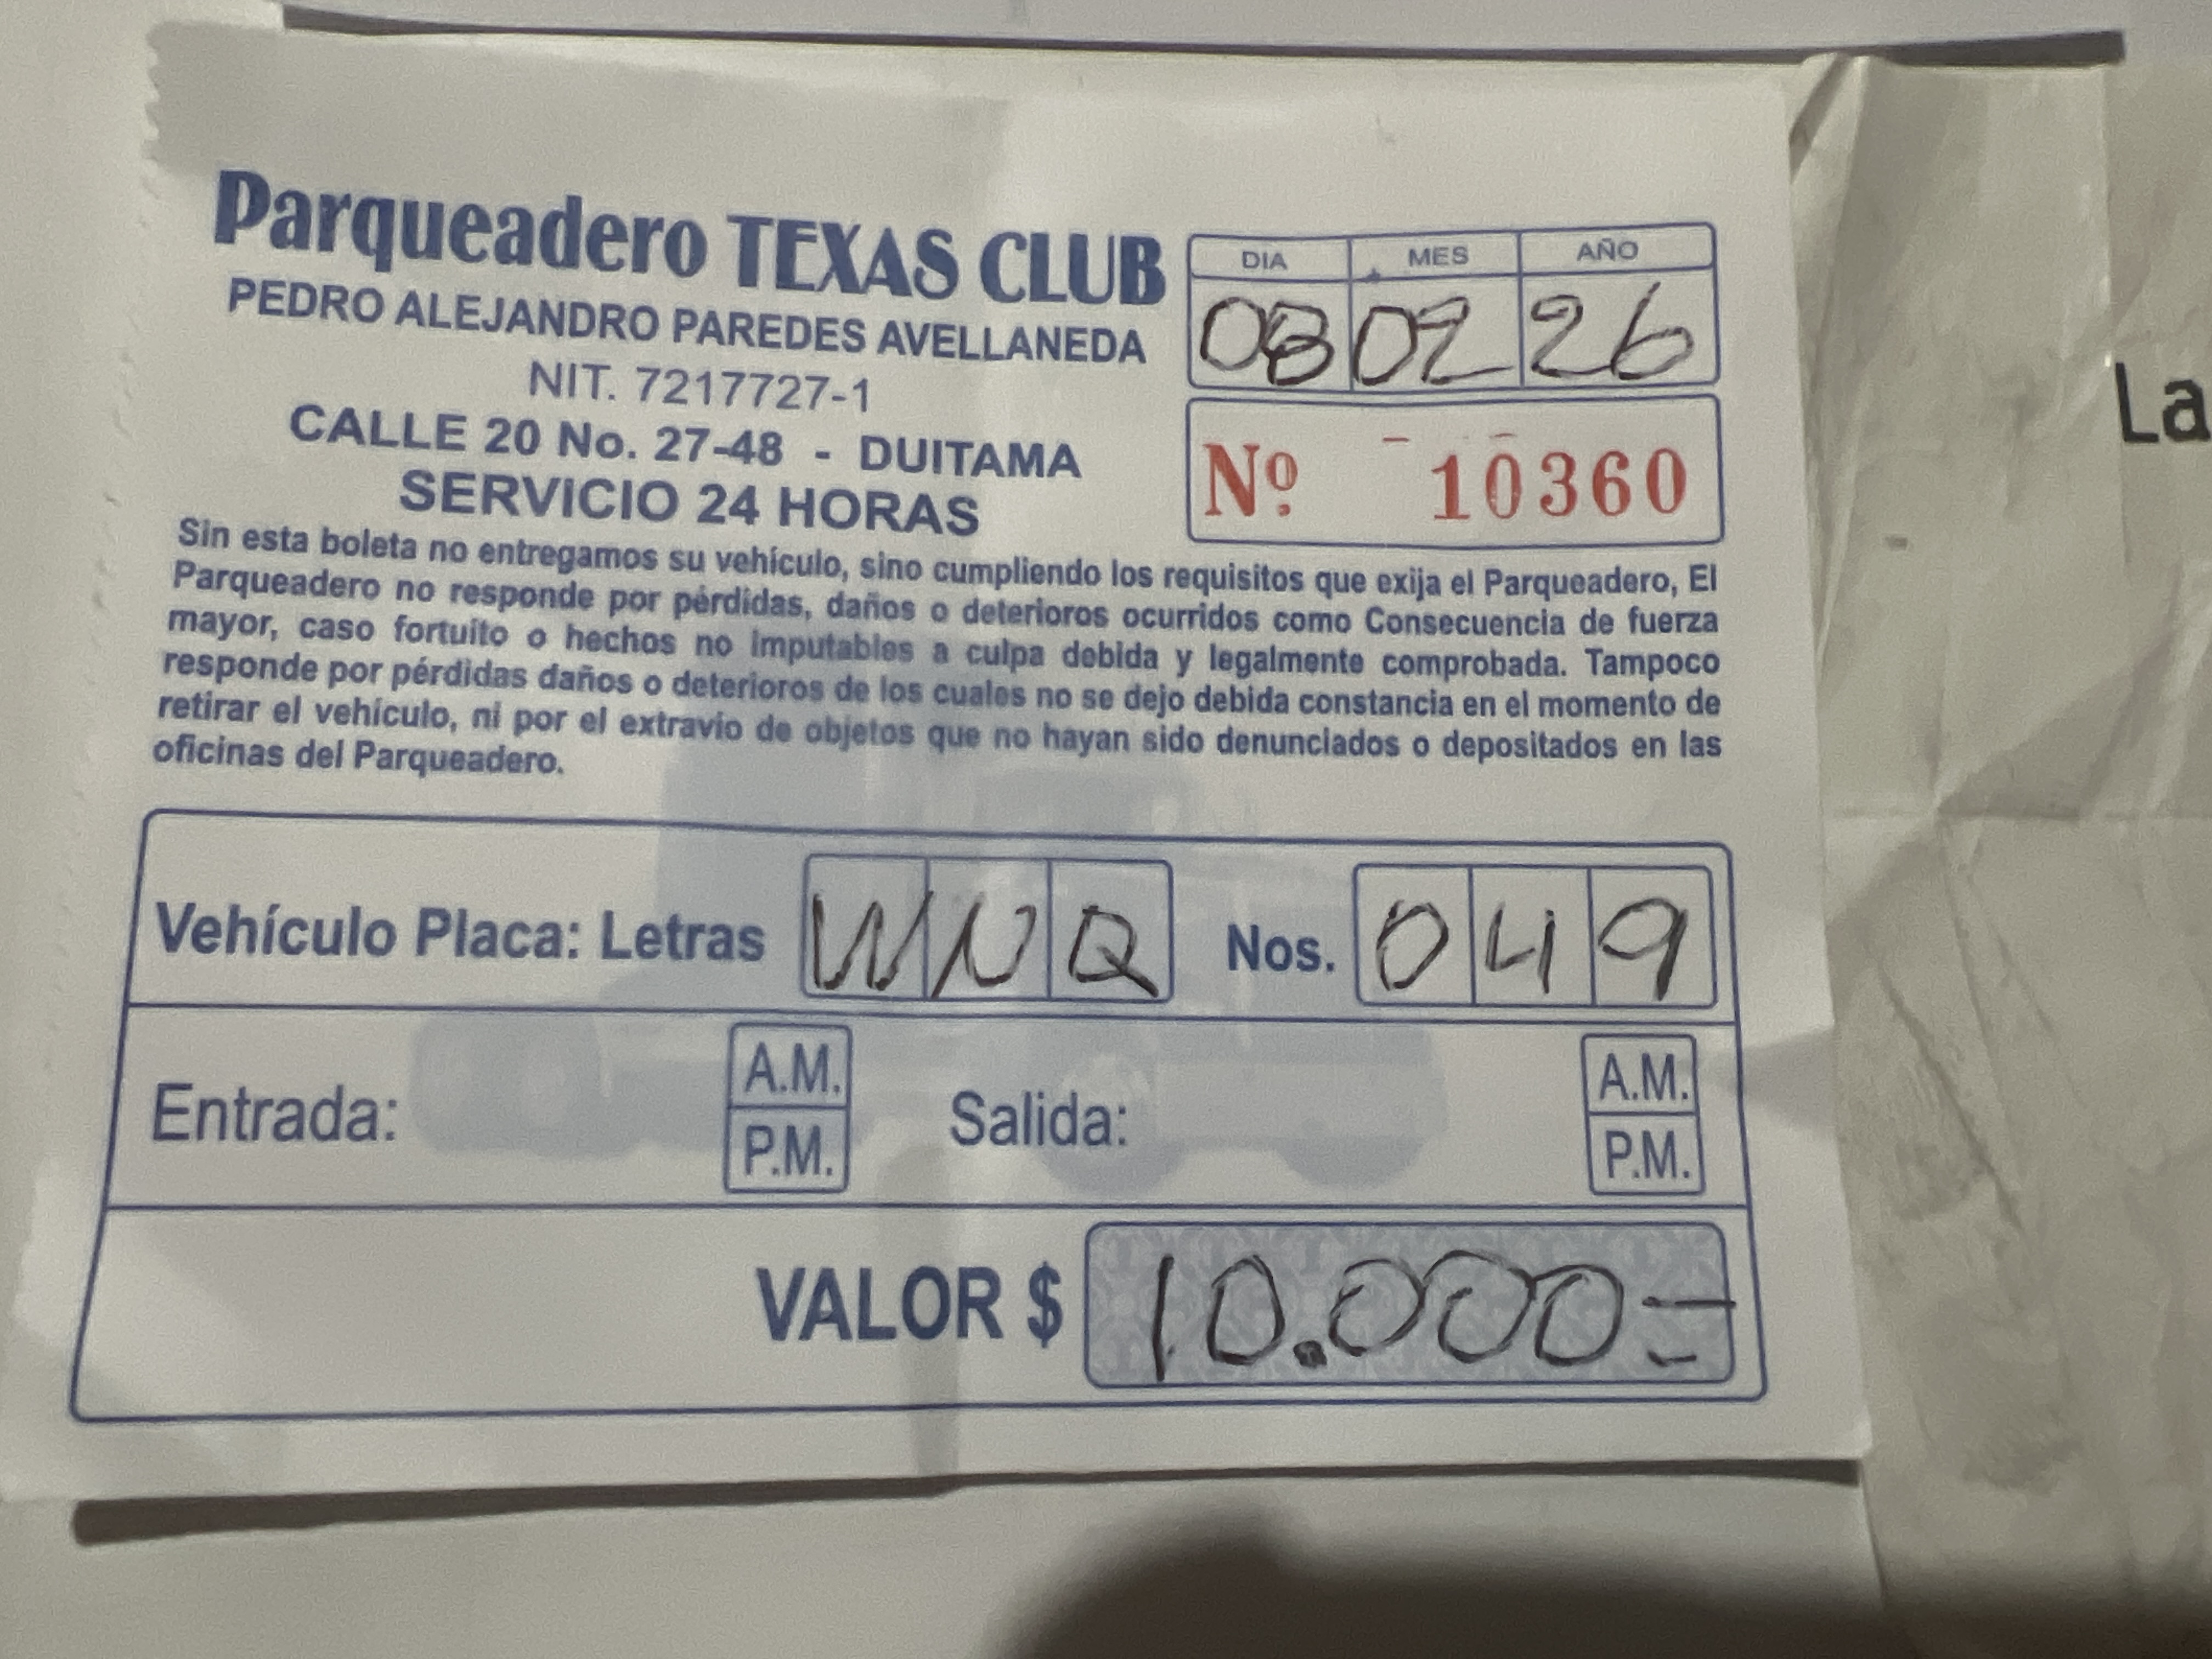 Parqueadero TEXAS CLUB
PEDRO ALEJANDRO PAREDES AVELLANEDA
NIT. 7217727-1
CALLE 20 No. 27-48 - DUITAMA
SERVICIO 24 HORAS
DIA MES AÑO
08 02 26
Nº 10360
Sin esta boleta no entregamos su vehículo, sino cumpliendo los requisitos que exija el Parqueadero, El
Parqueadero no responde por pérdidas, daños o deterioros ocurridos como Consecuencia de fuerza
mayor, caso fortuito o hechos no imputables a culpa debida y legalmente comprobada. Tampoco
responde por pérdidas daños o deterioros de los cuales no se dejo debida constancia en el momento de
retirar el vehículo, ni por el extravio de objetos que no hayan sido denunciados o depositados en las
oficinas del Parqueadero.
Vehículo Placa: Letras WNQ Nos. 049
Entrada: A.M. P.M. Salida: A.M. P.M.
VALOR $ 10.000=
La